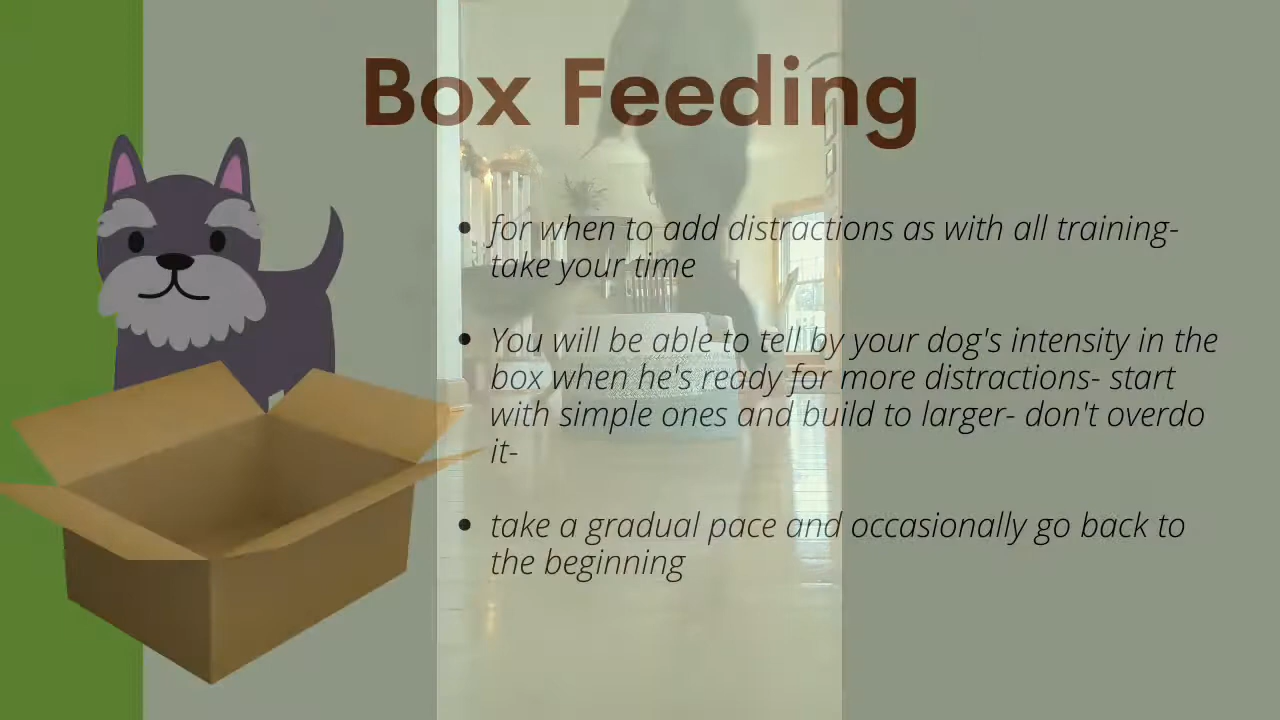 Box Feeding
• for when to add distractions as with all training-
take your time
• You will be able to tell by your dog's intensity in the
box when he's ready for more distractions- start
with simple ones and build to larger- don't overdo
it-
• take a gradual pace and occasionally go back to
the beginning